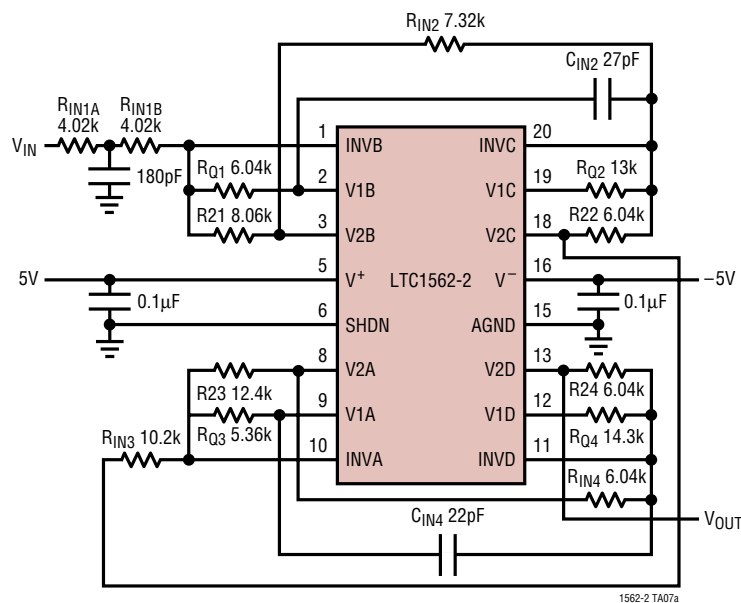 RIN2 7.32k
CIN2 27pF
RIN1A
4.02k
RIN1B
4.02k
VIN
180pF
RQ1 6.04k
R21 8.06k
1
2
3
5
6
8
9
10
INVB
V1B
V2B
V+
SHDN
V2A
V1A
INVA
LTC1562-2
INVC
V1C
V2C
V−
AGND
V2D
V1D
INVD
20
19
18
16
15
13
12
11
RQ2 13k
R22 6.04k
5V
0.1µF
−5V
0.1µF
R23 12.4k
RQ3 5.36k
RIN3 10.2k
R24 6.04k
RQ4 14.3k
RIN4 6.04k
CIN4 22pF
VOUT
1562-2 TA07a